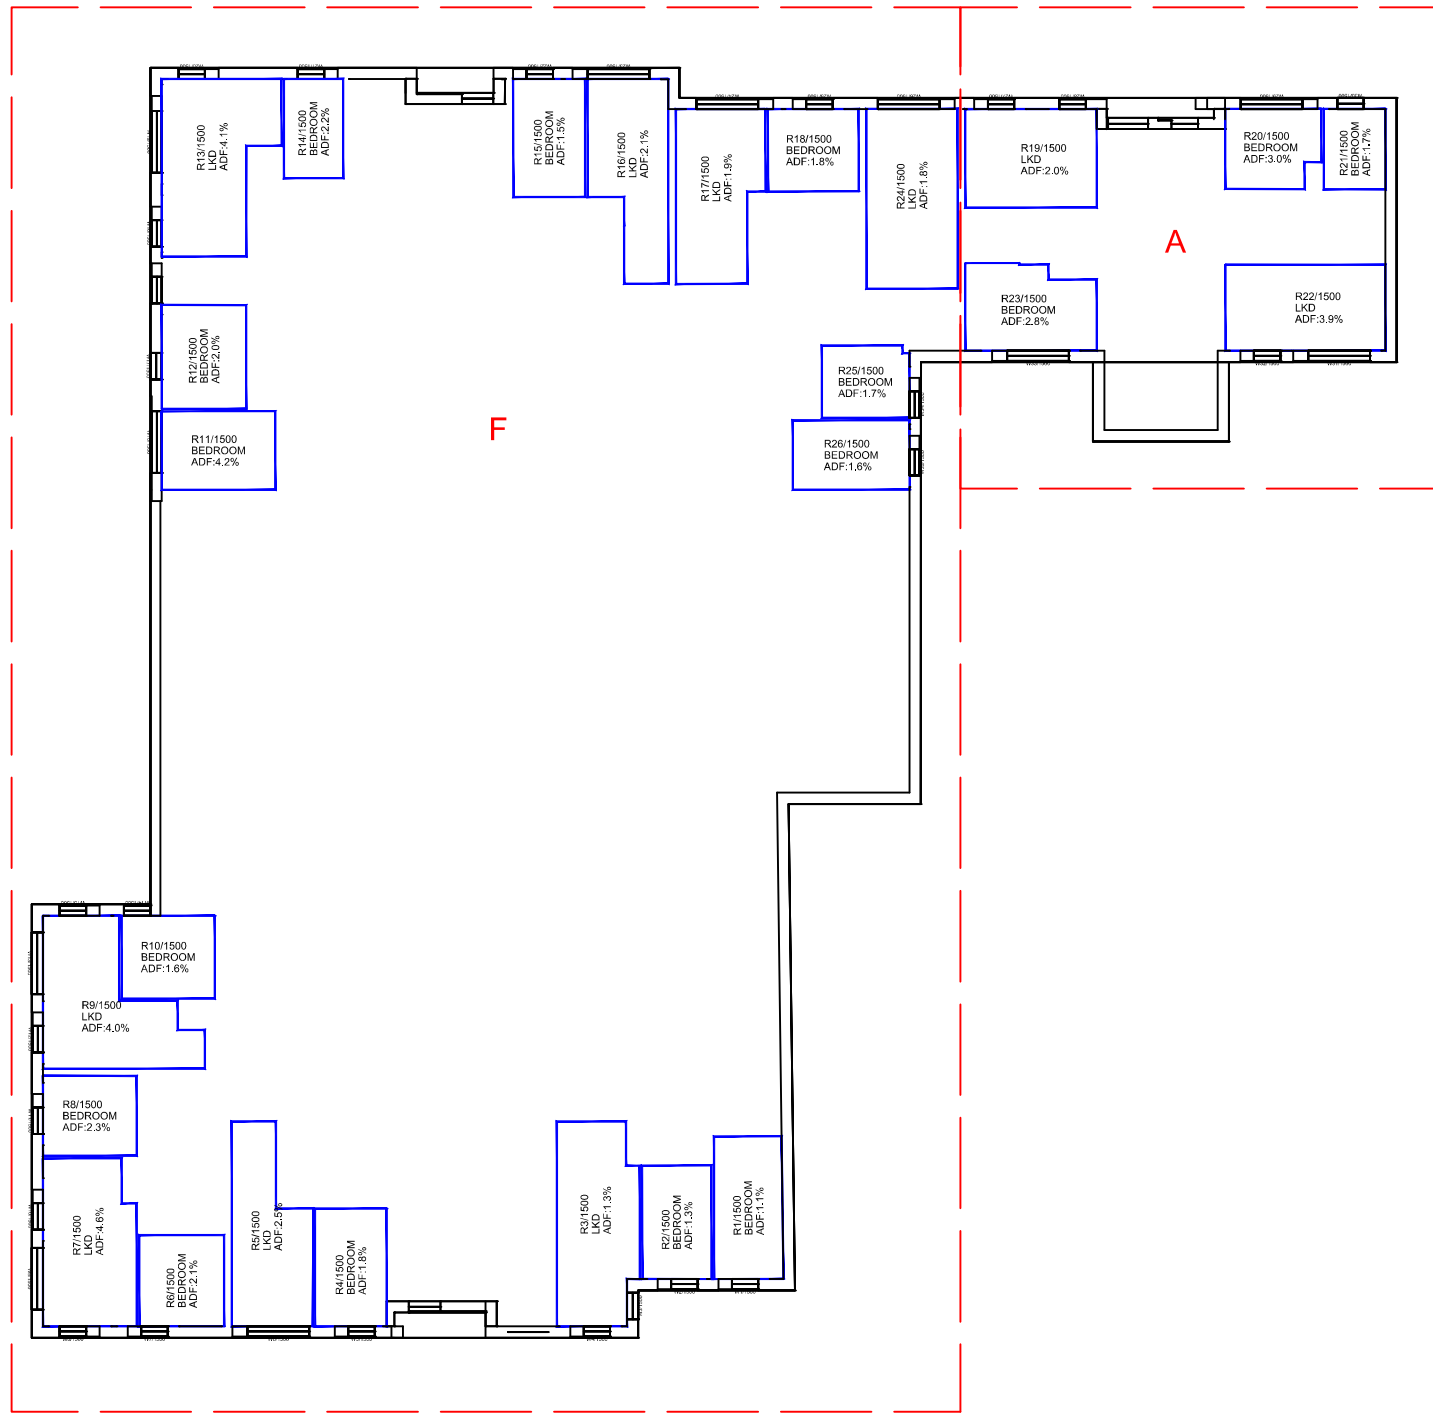 R13/1500
LKD
ADF:4.1%
R14/1500
BEDROOM
ADF:2.2%
R15/1500
BEDROOM
ADF:1.5%
R16/1500
LKD
ADF:2.1%
R17/1500
LKD
ADF:1.9%
R18/1500
BEDROOM
ADF:1.8%
R24/1500
LKD
ADF:1.8%
R19/1500
LKD
ADF:2.0%
R20/1500
BEDROOM
ADF:3.0%
R21/1500
BEDROOM
ADF:1.7%
A
R23/1500
BEDROOM
ADF:2.8%
R22/1500
LKD
ADF:3.9%
R12/1500
BEDROOM
ADF:2.0%
R25/1500
BEDROOM
ADF:1.7%
F
R11/1500
BEDROOM
ADF:4.2%
R26/1500
BEDROOM
ADF:1.6%
R10/1500
BEDROOM
ADF:1.6%
R9/1500
LKD
ADF:4.0%
R8/1500
BEDROOM
ADF:2.3%
R7/1500
LKD
ADF:4.6%
R6/1500
BEDROOM
ADF:2.1%
R5/1500
LKD
ADF:2.5%
R4/1500
BEDROOM
ADF:1.8%
R3/1500
LKD
ADF:1.3%
R2/1500
BEDROOM
ADF:1.3%
R1/1500
BEDROOM
ADF:1.1%